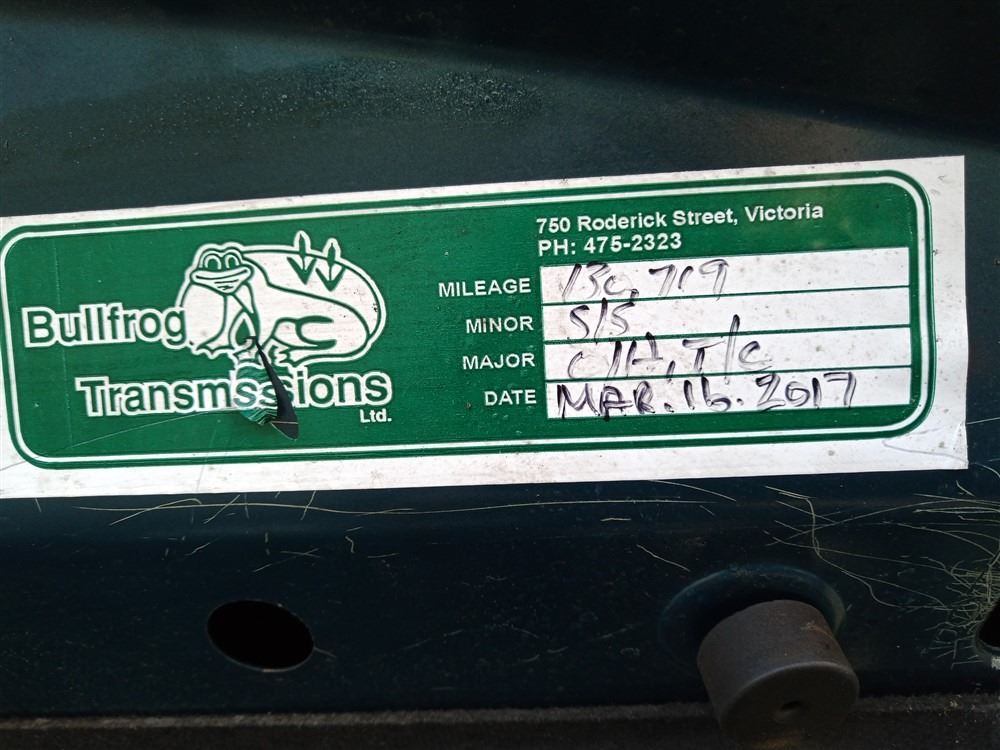 750 Roderick Street, Victoria
PH: 475-2323
Bullfrog
Transmissions
Ltd.
MILEAGE 130,719
MINOR S/S
MAJOR C/H, T/C
DATE MAR. 16. 2017